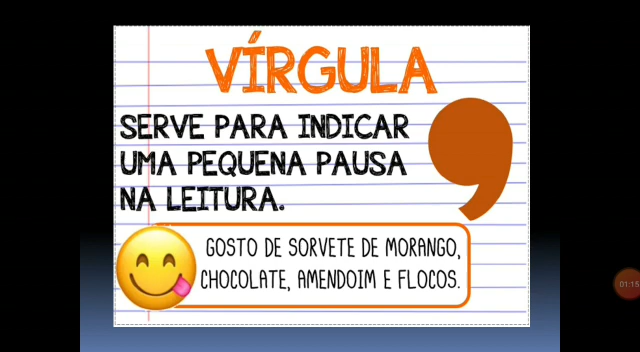 VÍRGULA
SERVE PARA INDICAR
UMA PEQUENA PAUSA
NA LEITURA.
GOSTO DE SORVETE DE MORANGO,
CHOCOLATE, AMENDOIM E FLOCOS.
01:15